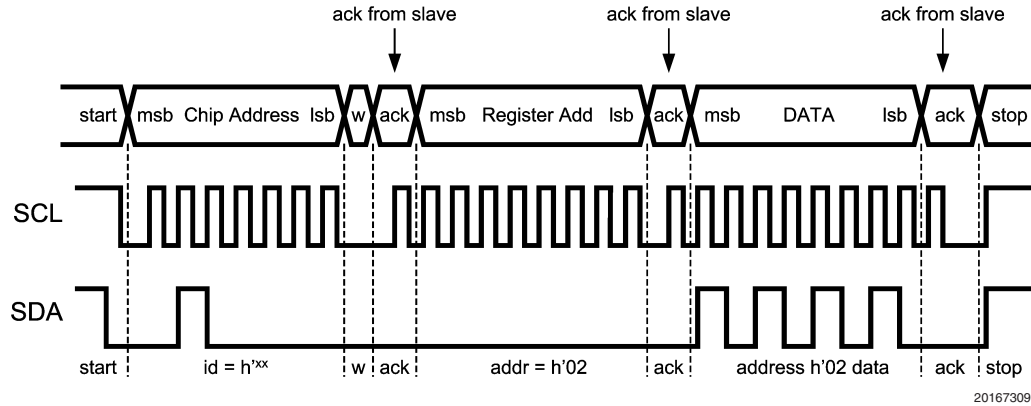 ack from slave ack from slave ack from slave
start msb Chip Address lsb w ack msb Register Add lsb ack msb DATA lsb ack stop
SCL
SDA
start id = h'xx w ack addr = h'02 ack address h'02 data ack stop
20167309